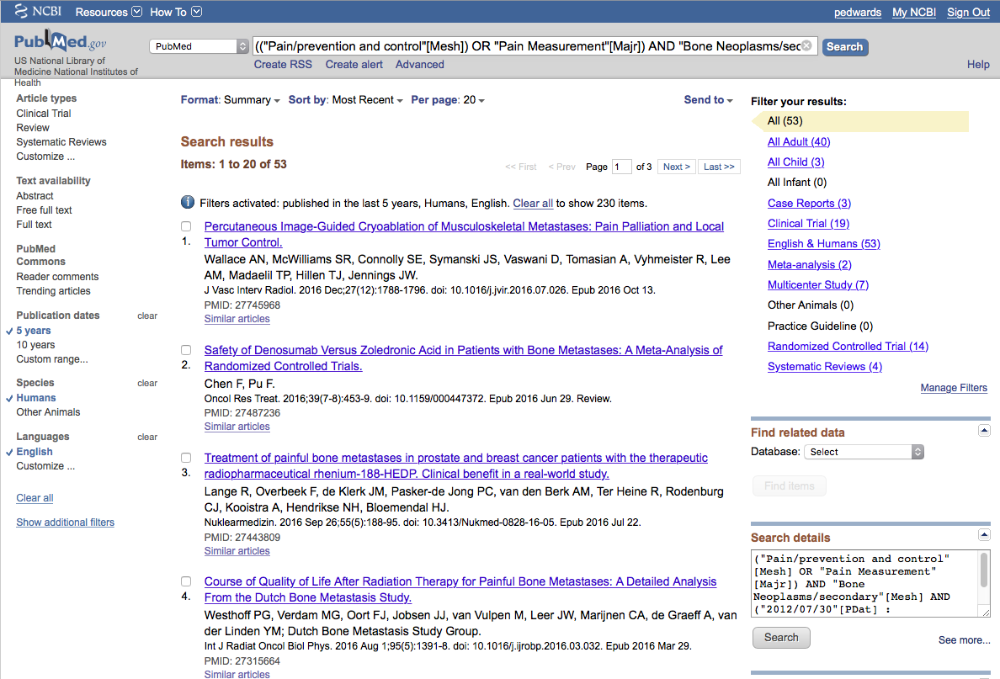 NCBI Resources How To pedwards My NCBI Sign Out
PubMed.gov
US National Library of
Medicine National Institutes of
Health
PubMed
(("Pain/prevention and control"[Mesh]) OR "Pain Measurement"[Majr]) AND "Bone Neoplasms/sec
Search
Create RSS Create alert Advanced
Help
Article types
Clinical Trial
Review
Systematic Reviews
Customize ...
Text availability
Abstract
Free full text
Full text
PubMed
Commons
Reader comments
Trending articles
Publication dates clear
5 years
10 years
Custom range...
Species clear
Humans
Other Animals
Languages clear
English
Customize ...
Clear all
Show additional filters
Format: Summary Sort by: Most Recent Per page: 20 Send to
Search results
Items: 1 to 20 of 53
<< First < Prev Page 1 of 3 Next > Last >>
Filters activated: published in the last 5 years, Humans, English. Clear all to show 230 items.
Percutaneous Image-Guided Cryoablation of Musculoskeletal Metastases: Pain Palliation and Local
1. Tumor Control.
Wallace AN, McWilliams SR, Connolly SE, Symanski JS, Vaswani D, Tomasian A, Vyhmeister R, Lee
AM, Madaelil TP, Hillen TJ, Jennings JW.
J Vasc Interv Radiol. 2016 Dec;27(12):1788-1796. doi: 10.1016/j.jvir.2016.07.026. Epub 2016 Oct 13.
PMID: 27745968
Similar articles
Safety of Denosumab Versus Zoledronic Acid in Patients with Bone Metastases: A Meta-Analysis of
2. Randomized Controlled Trials.
Chen F, Pu F.
Oncol Res Treat. 2016;39(7-8):453-9. doi: 10.1159/000447372. Epub 2016 Jun 29. Review.
PMID: 27487236
Similar articles
Treatment of painful bone metastases in prostate and breast cancer patients with the therapeutic
3. radiopharmaceutical rhenium-188-HEDP. Clinical benefit in a real-world study.
Lange R, Overbeek F, de Klerk JM, Pasker-de Jong PC, van den Berk AM, Ter Heine R, Rodenburg
CJ, Kooistra A, Hendrikse NH, Bloemendal HJ.
Nuklearmedizin. 2016 Sep 26;55(5):188-95. doi: 10.3413/Nukmed-0828-16-05. Epub 2016 Jul 22.
PMID: 27443809
Similar articles
Course of Quality of Life After Radiation Therapy for Painful Bone Metastases: A Detailed Analysis
4. From the Dutch Bone Metastasis Study.
Westhoff PG, Verdam MG, Oort FJ, Jobsen JJ, van Vulpen M, Leer JW, Marijnen CA, de Graeff A, van
der Linden YM; Dutch Bone Metastasis Study Group.
Int J Radiat Oncol Biol Phys. 2016 Aug 1;95(5):1391-8. doi: 10.1016/j.ijrobp.2016.03.032. Epub 2016 Mar 29.
PMID: 27315664
Similar articles
Filter your results:
All (53)
All Adult (40)
All Child (3)
All Infant (0)
Case Reports (3)
Clinical Trial (19)
English & Humans (53)
Meta-analysis (2)
Multicenter Study (7)
Other Animals (0)
Practice Guideline (0)
Randomized Controlled Trial (14)
Systematic Reviews (4)
Manage Filters
Find related data
Database: Select
Find items
Search details
("Pain/prevention and control"
[Mesh] OR "Pain Measurement"
[Majr]) AND "Bone
Neoplasms/secondary"[Mesh] AND
("2012/07/30"[PDat] :
Search
See more...